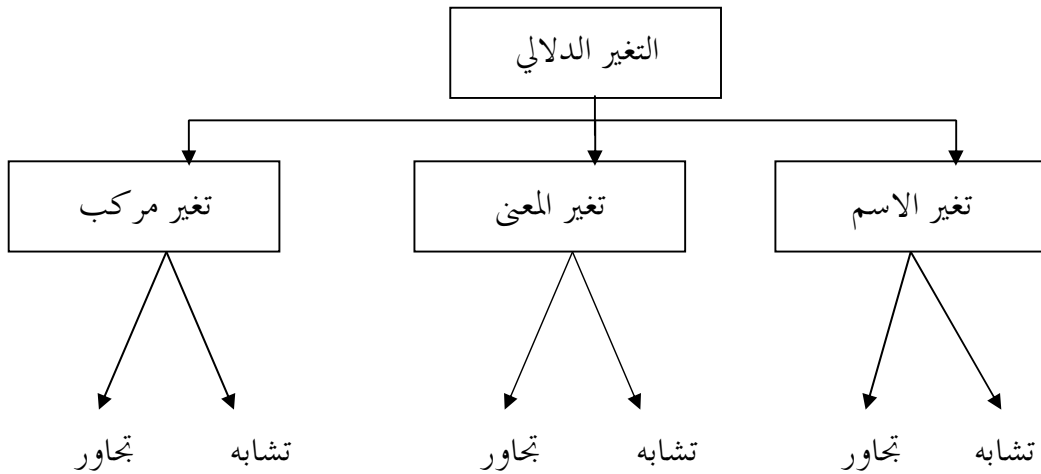 التغير الدلالي
تغير الاسم
تغير المعنى
تغير مركب
تشابه
تجاور
تشابه
تجاور
تشابه
تجاور